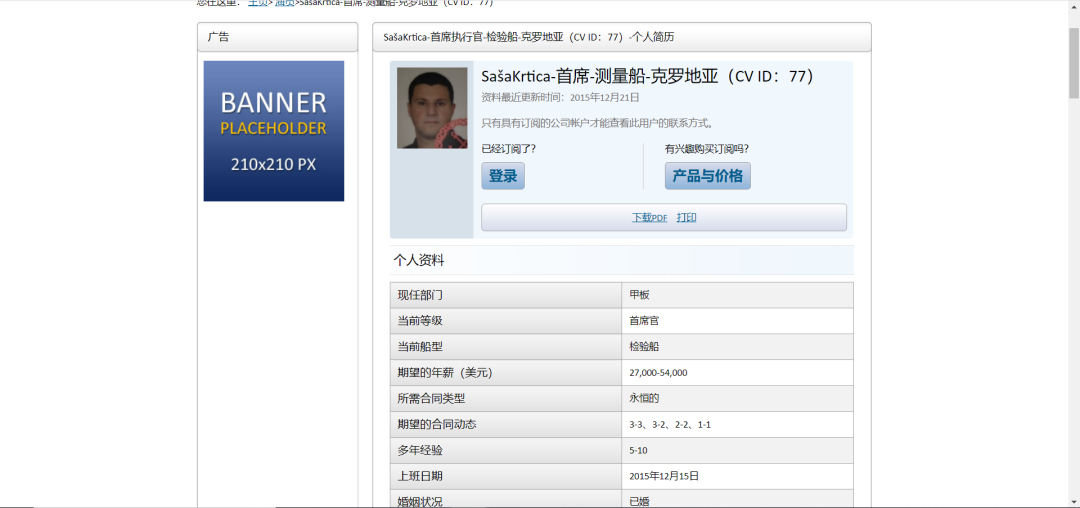 您在这里： 主页> 海员>SašaKrtica-首席-测量船-克罗地亚（CV ID：77）
广告
BANNER
PLACEHOLDER
210x210 PX
SašaKrtica-首席执行官-检验船-克罗地亚（CV ID：77）-个人简历
SašaKrtica-首席-测量船-克罗地亚（CV ID：77）
资料最近更新时间：2015年12月21日
只有具有订阅的公司帐户才能查看此用户的联系方式。
已经订阅了?
登录
有兴趣购买订阅吗?
产品与价格
下载PDF 打印
个人资料
现任部门 甲板
当前等级 首席官
当前船型 检验船
期望的年薪（美元） 27,000-54,000
所需合同类型 永恒的
期望的合同动态 3-3、3-2、2-2、1-1
多年经验 5-10
上班日期 2015年12月15日
婚姻状况 已婚